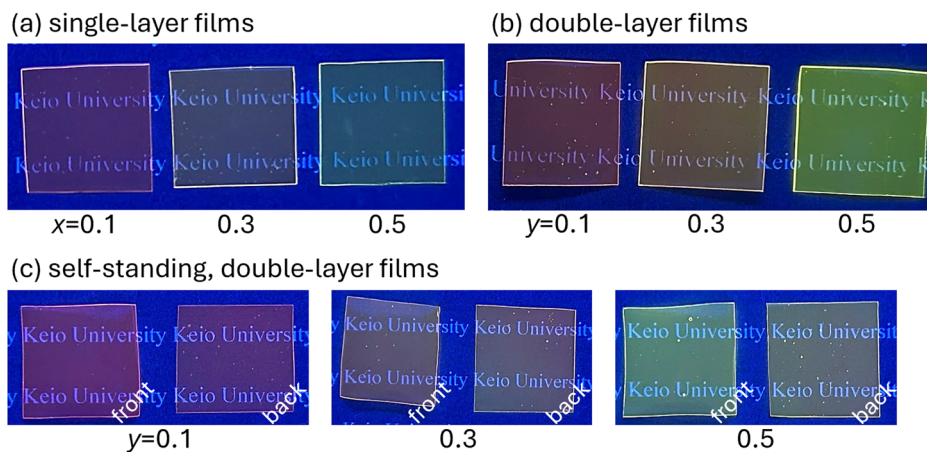 (a) single-layer films
Keio University Keio University Keio Universi
Keio University Keio University Keio Universi
x=0.1 0.3 0.5
(b) double-layer films
University Keio University Keio University K
University Keio University Keio University K
y=0.1 0.3 0.5
(c) self-standing, double-layer films
y Keio University Keio University
y Keio University Keio University
front back
y=0.1
y Keio University Keio University
y Keio University Keio University
front back
0.3
Keio University Keio University
Keio University Keio University
front back
0.5